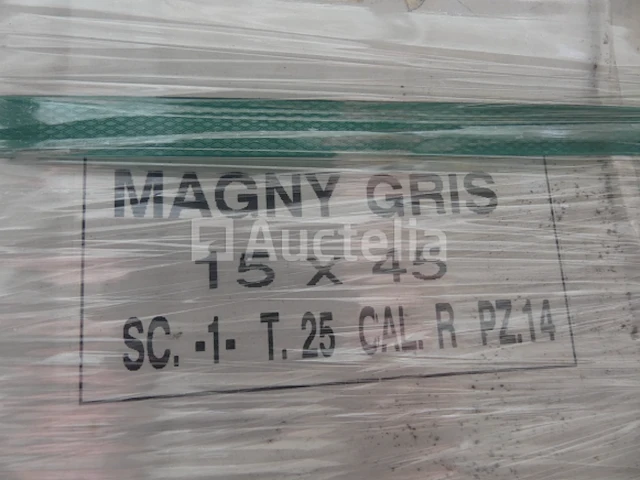 MAGNY GRIS
Auctelia
15 X 45
SC. -1- T. 25 CAL. R PZ.14